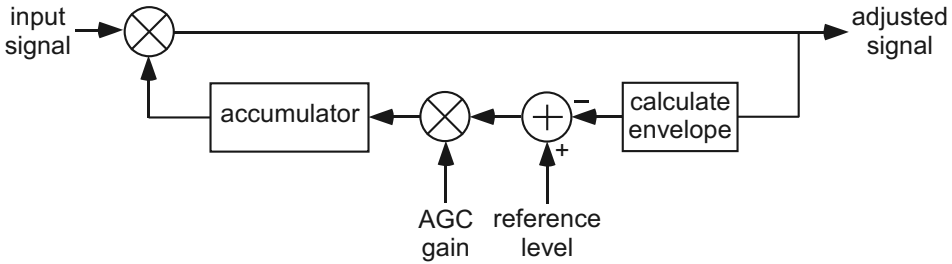 input
signal
adjusted
signal
accumulator
−
+
+
calculate
envelope
AGC
gain
reference
level